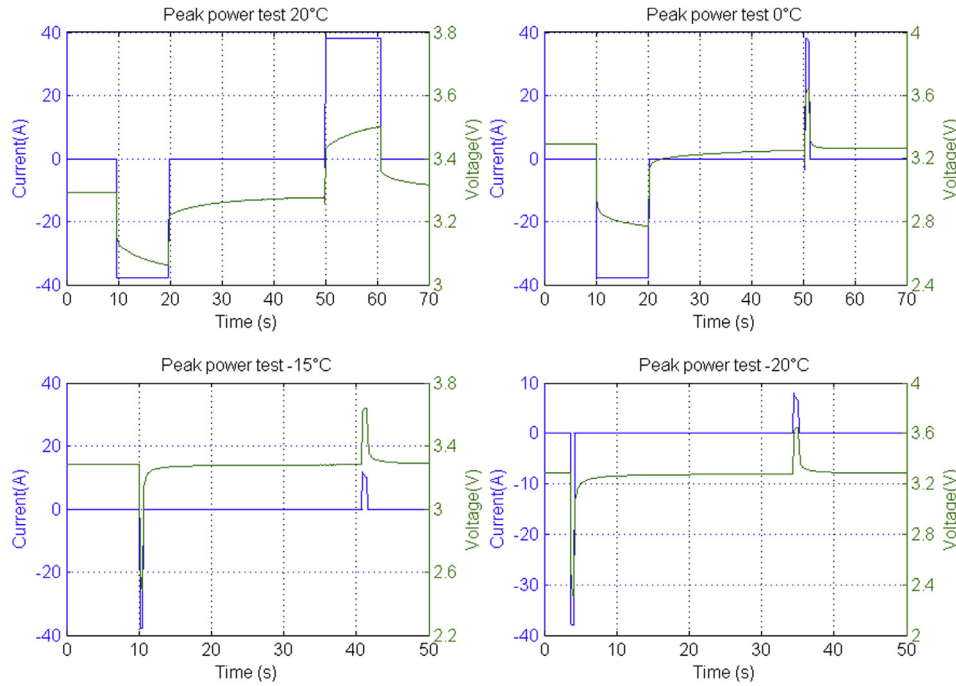 Peak power test 20°C
Current(A)
40
20
0
-20
-40
3.8
3.6
3.4
3.2
3
Voltage(V)
0 10 20 30 40 50 60 70
Time (s)
Peak power test 0°C
Current(A)
40
20
0
-20
-40
4
3.6
3.2
2.8
2.4
Voltage(V)
0 10 20 30 40 50 60 70
Time (s)
Peak power test -15°C
Current(A)
40
20
0
-20
-40
3.8
3.4
3
2.6
2.2
Voltage(V)
0 10 20 30 40 50
Time (s)
Peak power test -20°C
Current(A)
10
0
-10
-20
-30
-40
4
3.6
3.2
2.8
2.4
2
Voltage(V)
0 10 20 30 40 50
Time (s)